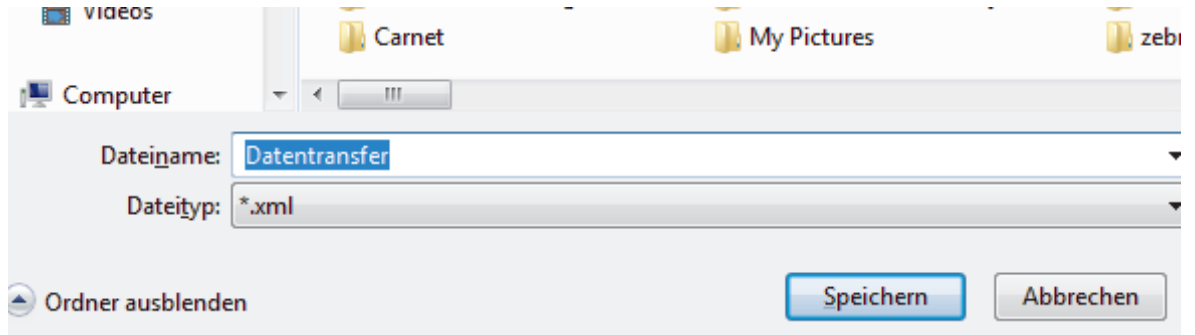 Videos
Carnet
My Pictures
Computer
Dateiname: Datentransfer
Dateityp: *.xml
Ordner ausblenden
Speichern
Abbrechen